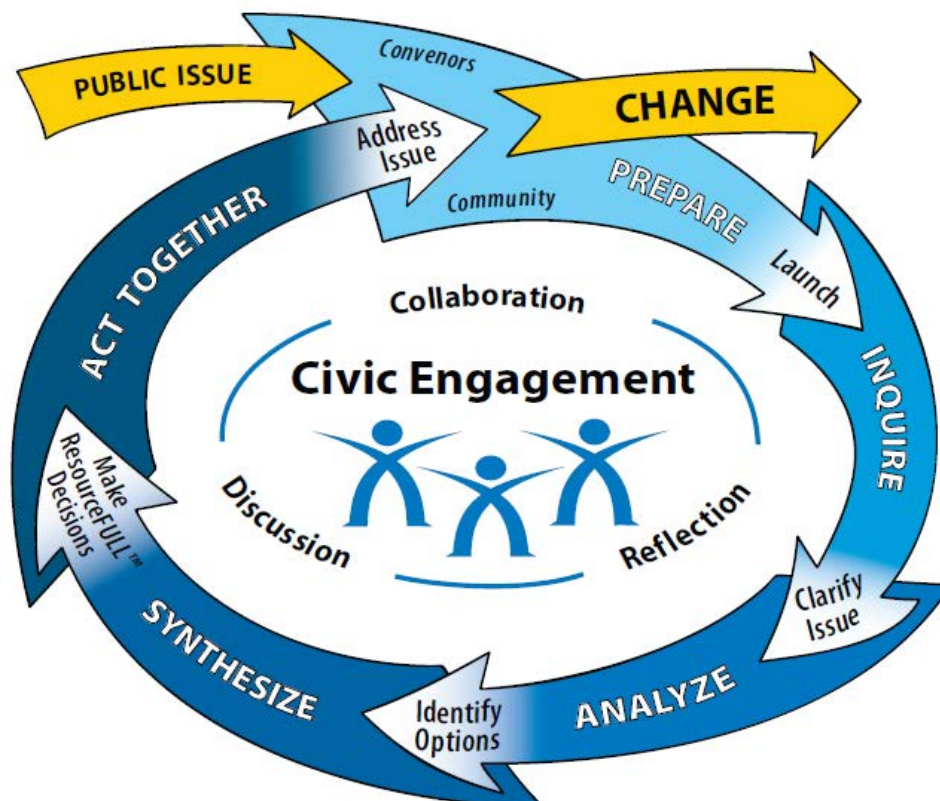 PUBLIC ISSUE
Convenors
CHANGE
Address
Issue
Community
PREPARE
Launch
INQUIRE
Clarify
Issue
ANALYZE
Identify
Options
SYNTHESIZE
Make
ResourceFULL™
Decisions
ACT TOGETHER
Collaboration
Civic Engagement
Discussion
Reflection